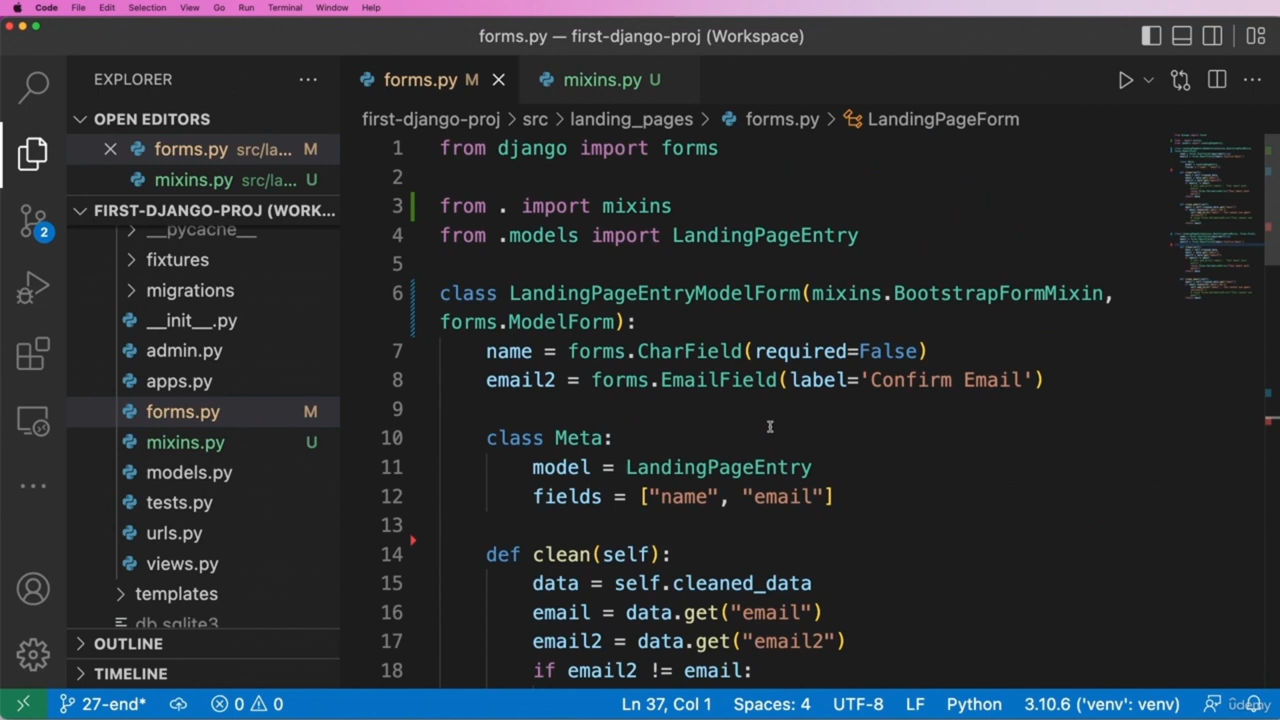 Code File Edit Selection View Go Run Terminal Window Help
forms.py — first-django-proj (Workspace)
EXPLORER
OPEN EDITORS
forms.py src/la... M
mixins.py src/la... U
FIRST-DJANGO-PROJ (WORK...
__pycache__
fixtures
migrations
__init__.py
admin.py
apps.py
forms.py M
mixins.py U
models.py
tests.py
urls.py
views.py
templates
db.sqlite3
OUTLINE
TIMELINE
2
forms.py M
mixins.py U
first-django-proj > src > landing_pages > forms.py > LandingPageForm
1 from django import forms
2
3 from . import mixins
4 from .models import LandingPageEntry
5
6 class LandingPageEntryModelForm(mixins.BootstrapFormMixin,
forms.ModelForm):
7 name = forms.CharField(required=False)
8 email2 = forms.EmailField(label='Confirm Email')
9
10 class Meta:
11 model = LandingPageEntry
12 fields = ["name", "email"]
13
14 def clean(self):
15 data = self.cleaned_data
16 email = data.get("email")
17 email2 = data.get("email2")
18 if email2 != email:
27-end* 0 0 Ln 37, Col 1 Spaces: 4 UTF-8 LF Python 3.10.6 ('venv': venv)
udemy